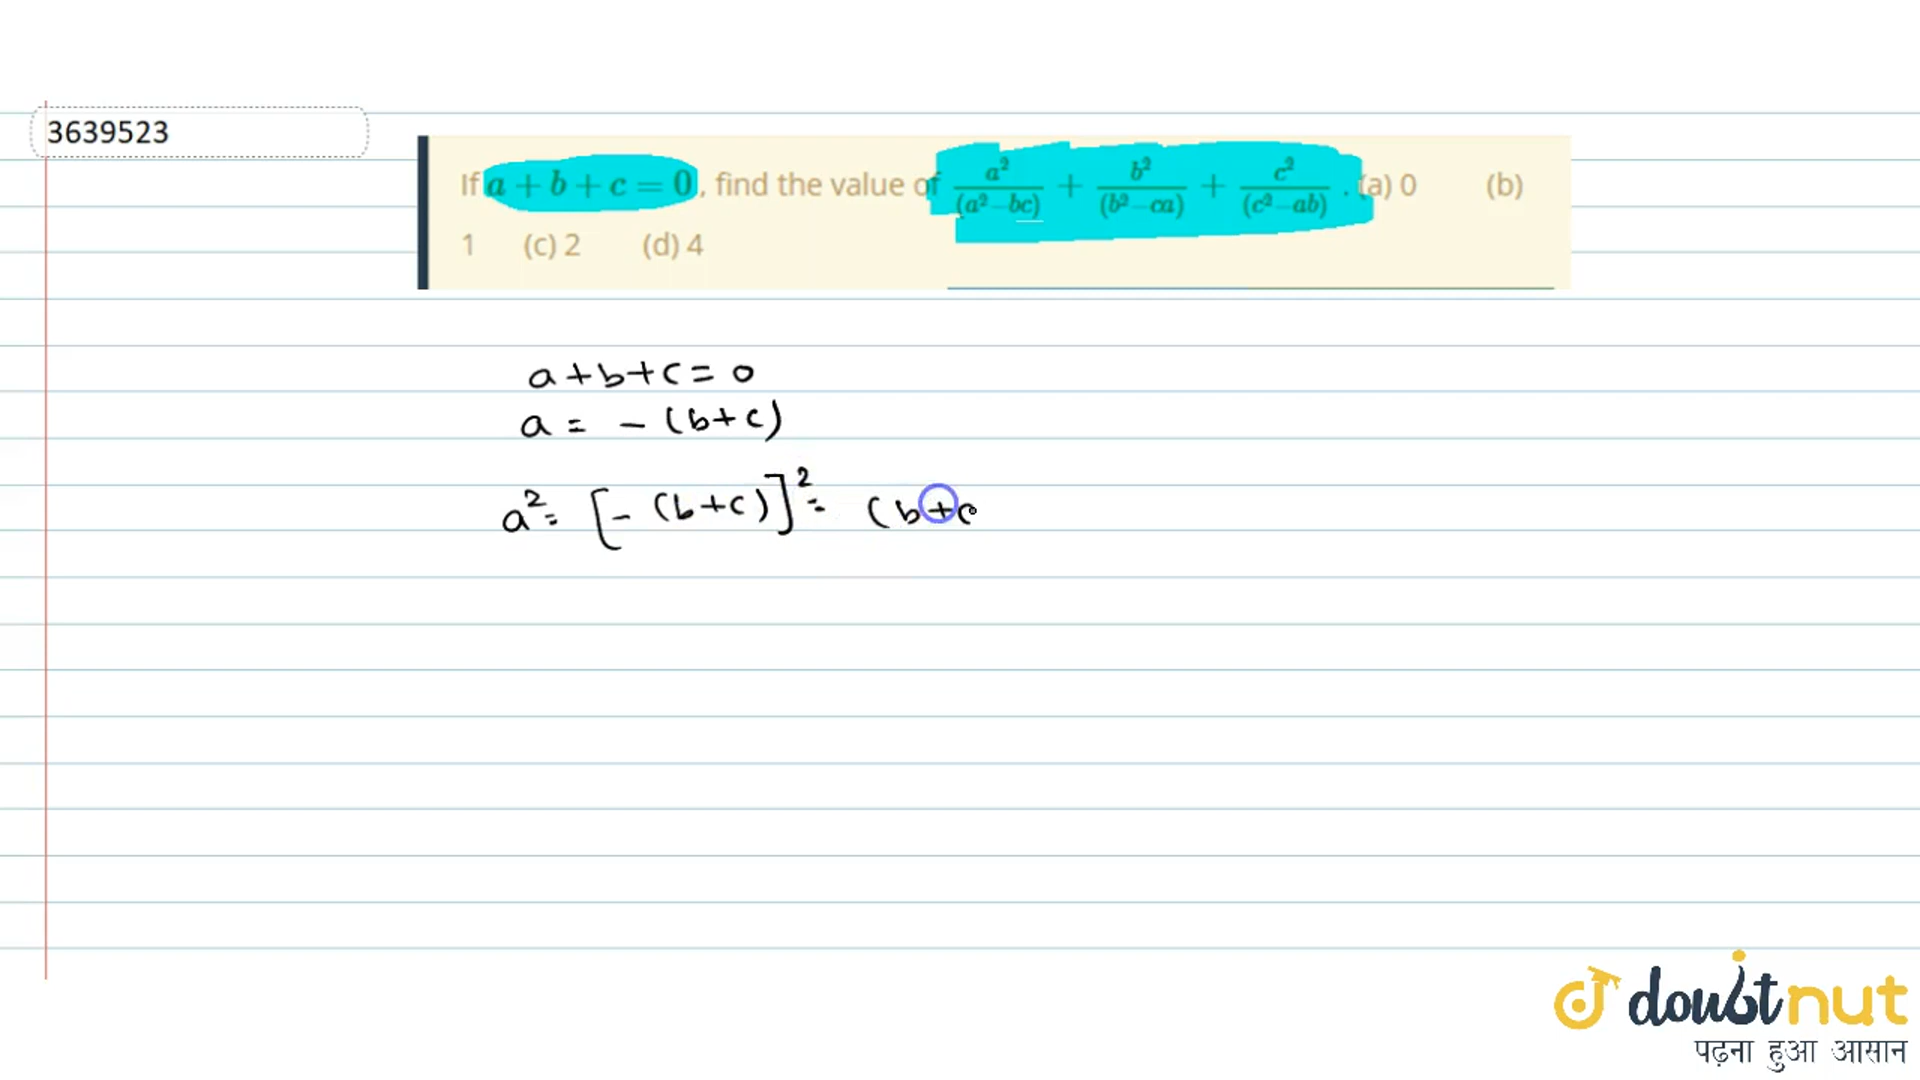 3639523
If a + b + c = 0, find the value of a²/(a²−bc) + b²/(b²−ca) + c²/(c²−ab) . (a) 0 (b)
1 (c) 2 (d) 4
a+b+c = 0
a = - (b+c)
a² = [- (b+c)]² = (b+c
doubtnut
पढ़ना हुआ आसान